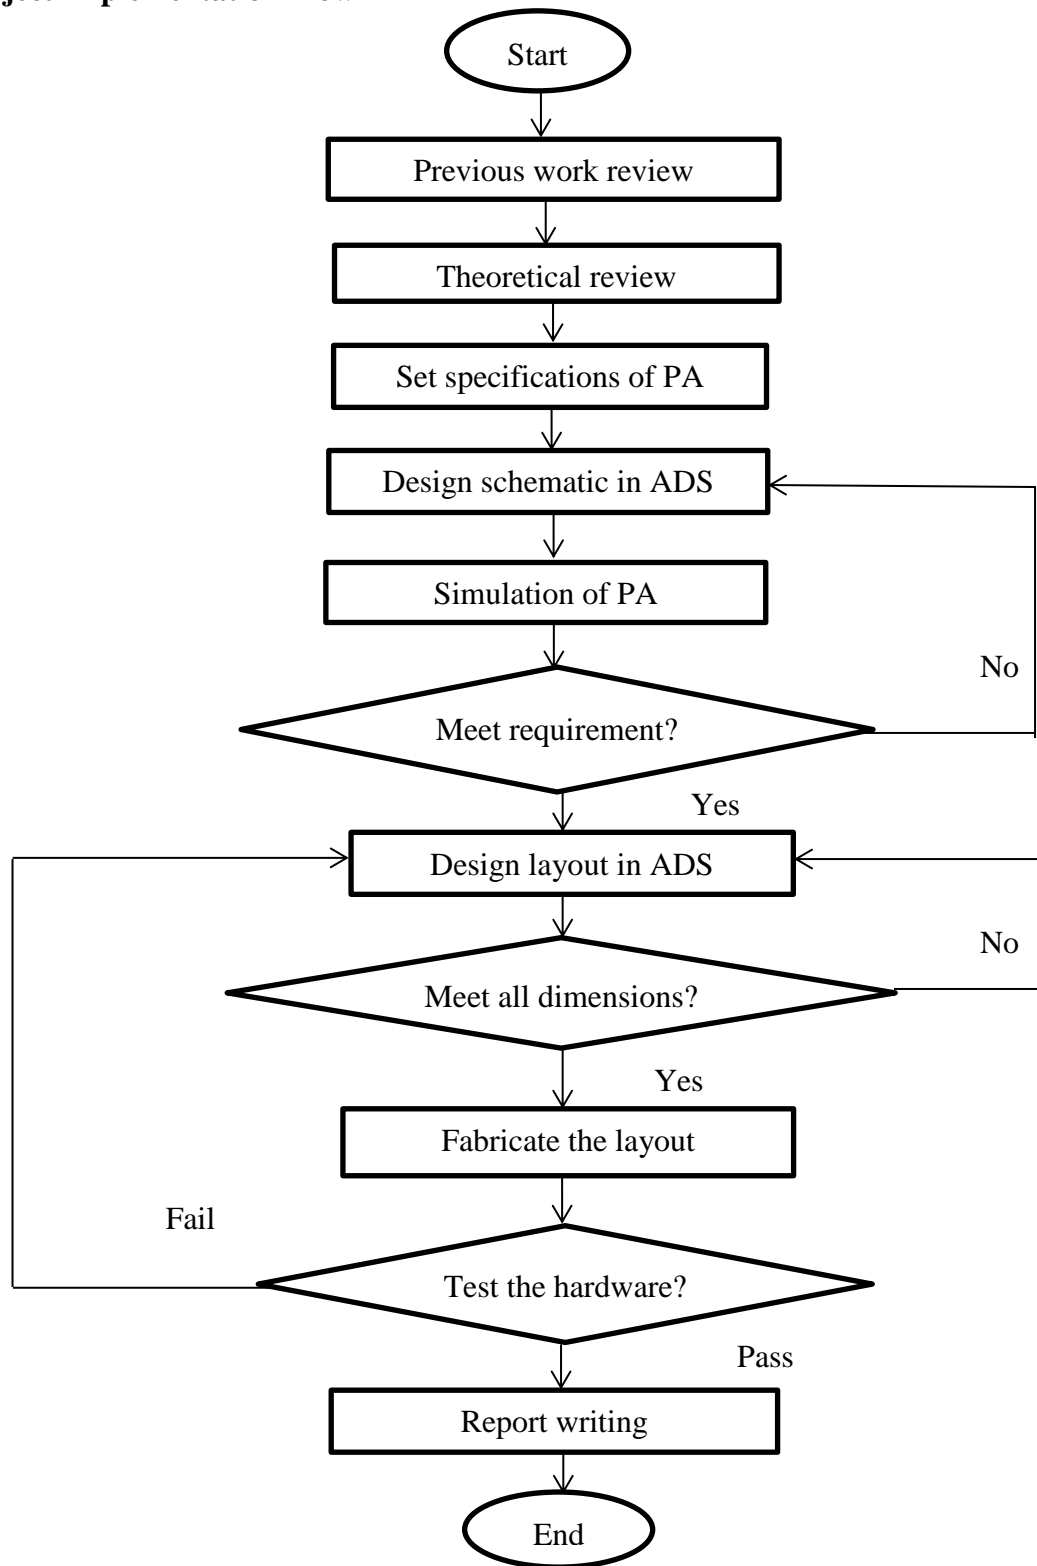 Start
Previous work review
Theoretical review
Set specifications of PA
Design schematic in ADS
Simulation of PA
No
Meet requirement?
Yes
Design layout in ADS
No
Meet all dimensions?
Yes
Fabricate the layout
Fail
Test the hardware?
Pass
Report writing
End